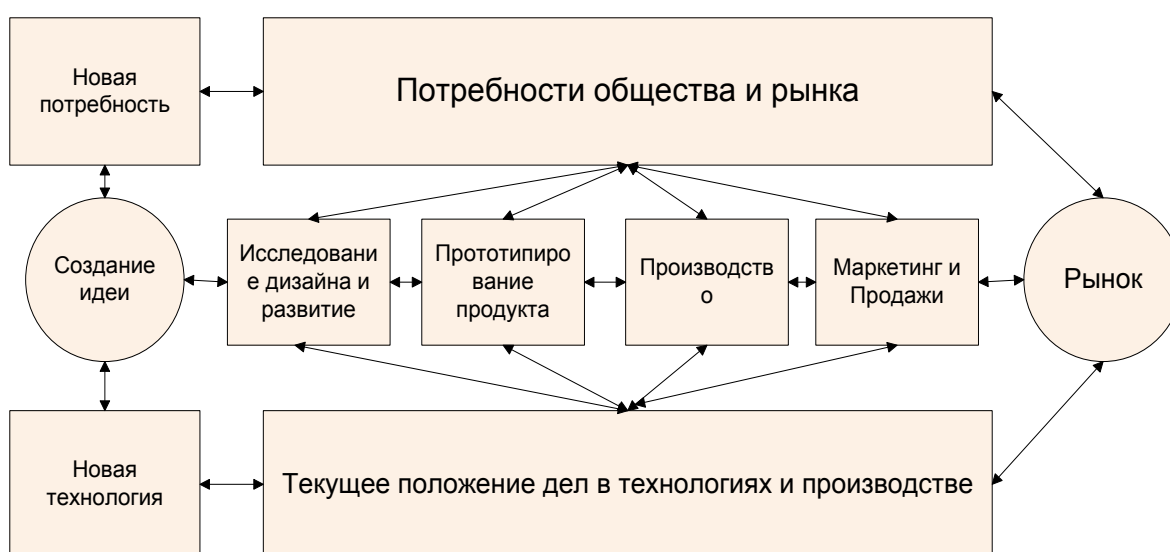 Новая
потребность
Потребности общества и рынка
Создание
идеи
Исследовани
е дизайна и
развитие
Прототипиро
вание
продукта
Производств
о
Маркетинг и
Продажи
Рынок
Новая
технология
Текущее положение дел в технологиях и производстве